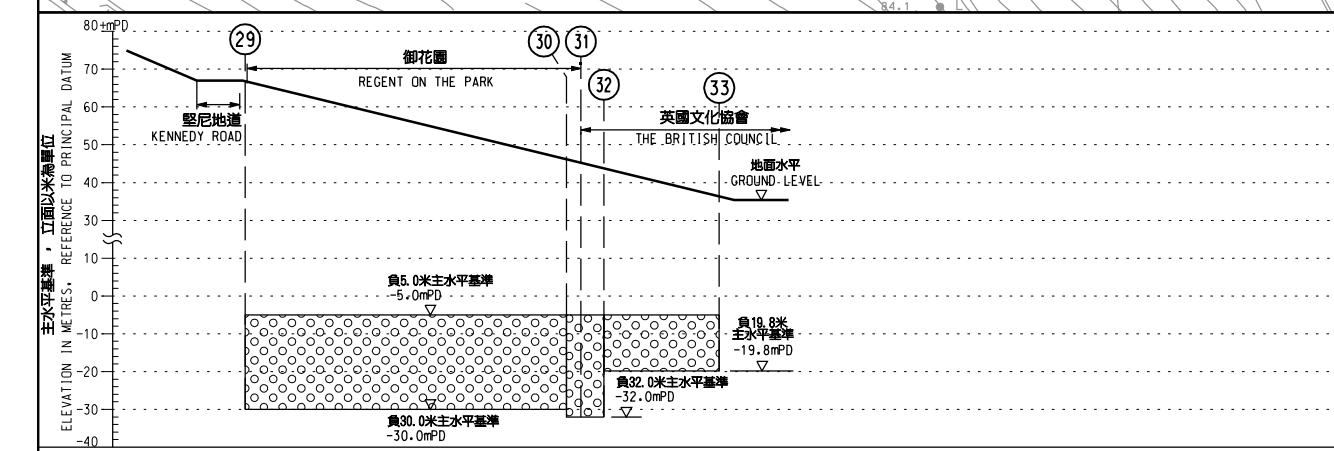 84.1
80+mPD
70
60
50
40
30
10
0
-10
-20
-30
-40
主水平基準 , 立面以米為單位
ELEVATION IN METRES. REFERENCE TO PRINCIPAL DATUM
29
30
31
32
33
御花園
REGENT ON THE PARK
堅尼地道
KENNEDY ROAD
英國文化協會
THE BRITISH COUNCIL
地面水平
GROUND LEVEL
負5.0米主水平基準
-5.0mPD
負19.8米
主水平基準
-19.8mPD
負32.0米主水平基準
-32.0mPD
負30.0米主水平基準
-30.0mPD